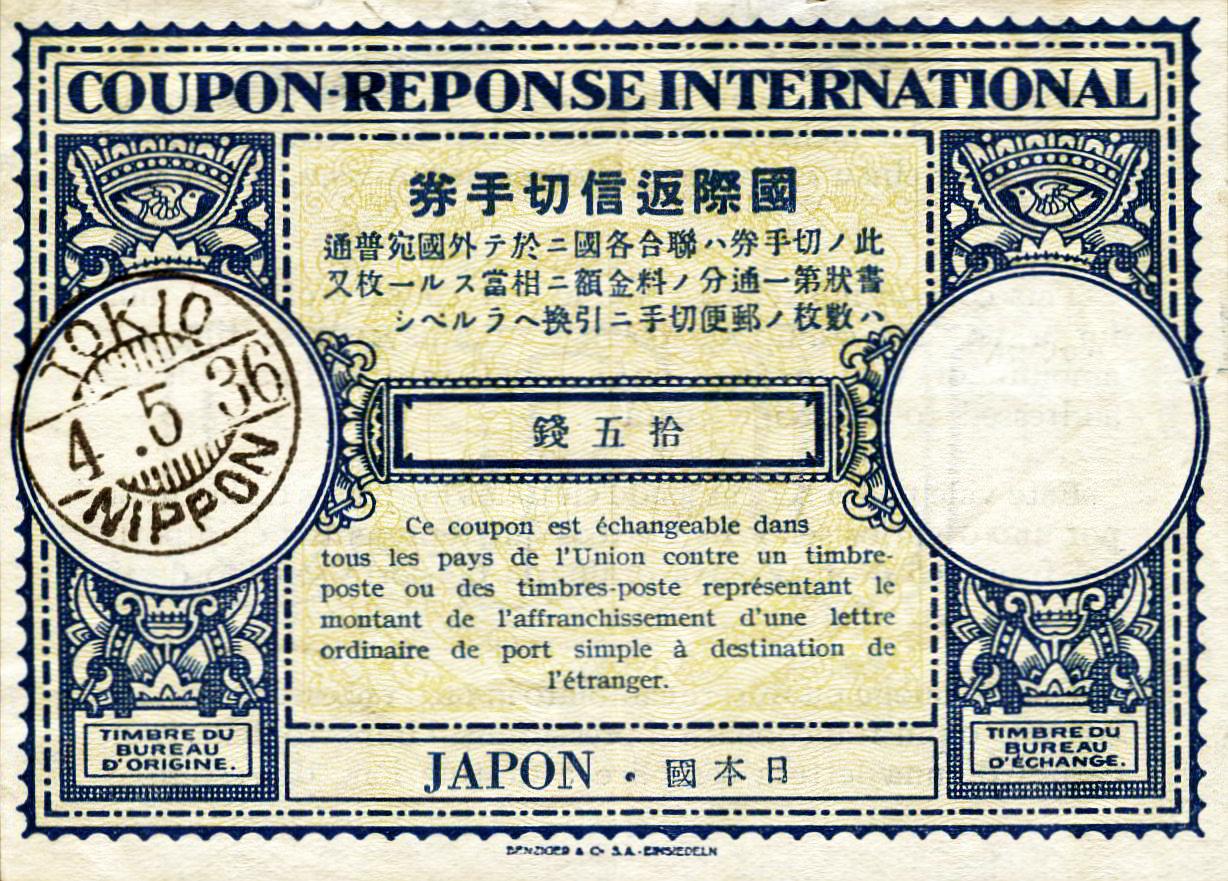 COUPON-REPONSE INTERNATIONAL
國際返信切手券
此ノ切手券ハ聯合各國ニ於テ外國宛普通
書狀第一通分ノ料金額ニ相當スル一枚又
ハ數枚ノ郵便切手ニ引換ヘラルベシ
TOKIO
4.5 36
NIPPON
拾五錢
Ce coupon est échangeable dans
tous les pays de l'Union contre un timbre-
poste ou des timbres-poste représentant le
montant de l'affranchissement d'une lettre
ordinaire de port simple à destination de
l'étranger.
TIMBRE DU
BUREAU
D'ORIGINE.
JAPON · 日本國
TIMBRE DU
BUREAU
D'ÉCHANGE.
BENZIGER & Co S.A.-EINSIEDELN